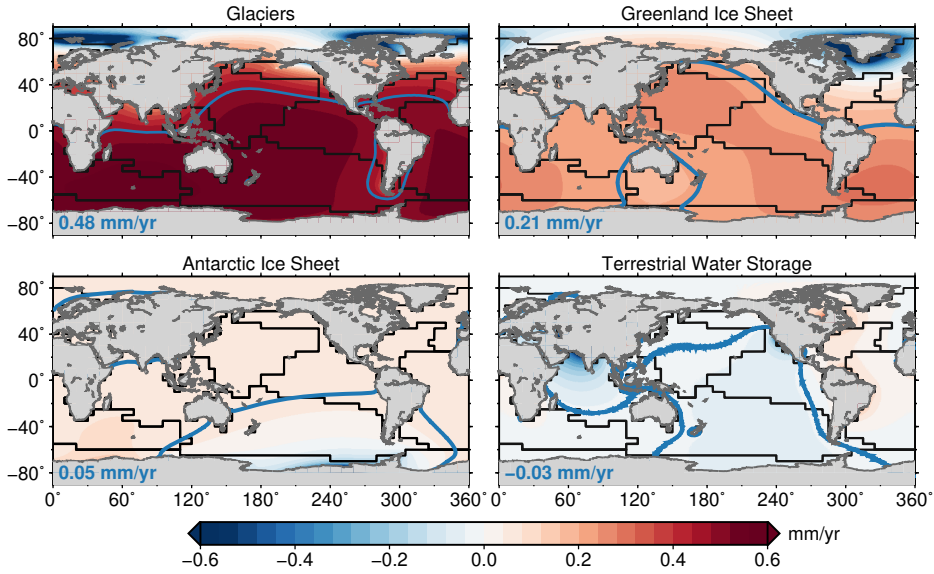 Glaciers
Greenland Ice Sheet
80˚
40˚
0˚
−40˚
−80˚
0.48 mm/yr
80˚
40˚
0˚
−40˚
−80˚
0.21 mm/yr
Antarctic Ice Sheet
Terrestrial Water Storage
80˚
40˚
0˚
−40˚
−80˚
0.05 mm/yr
80˚
40˚
0˚
−40˚
−80˚
−0.03 mm/yr
0˚ 60˚ 120˚ 180˚ 240˚ 300˚ 360˚
0˚ 60˚ 120˚ 180˚ 240˚ 300˚ 360˚
mm/yr
−0.6 −0.4 −0.2 0.0 0.2 0.4 0.6